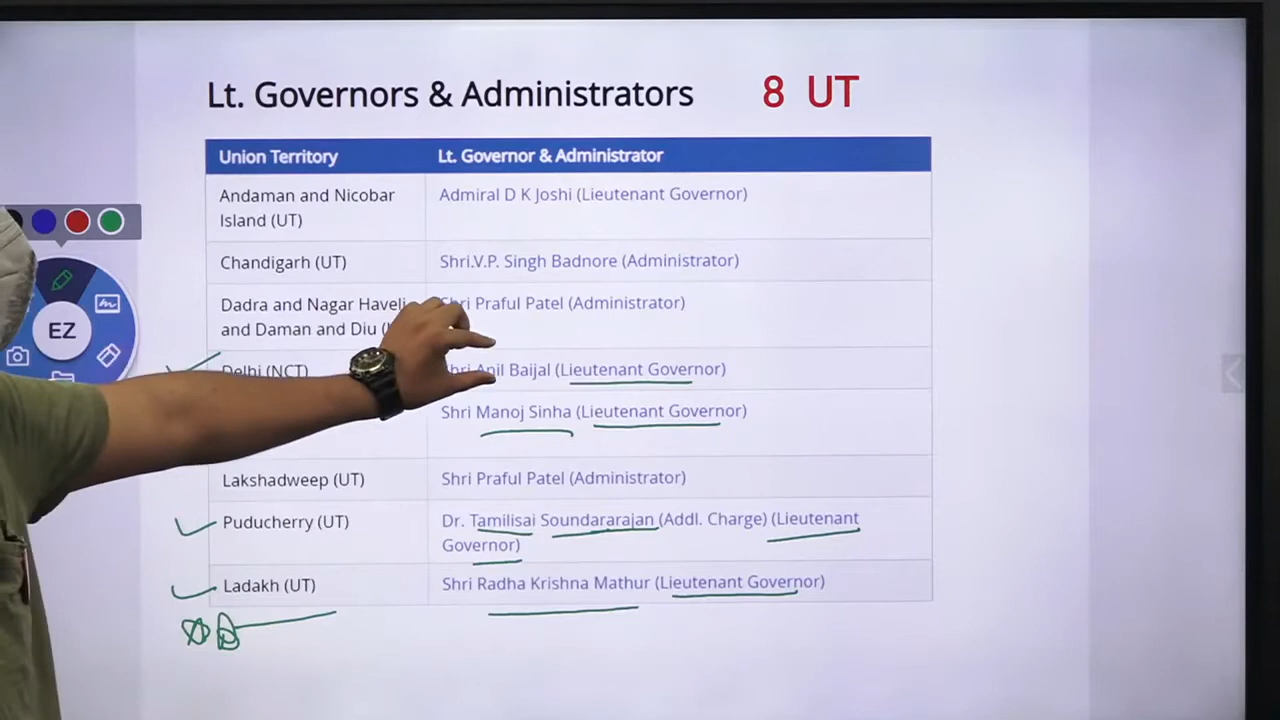 Lt. Governors & Administrators 8 UT
Union Territory Lt. Governor & Administrator
Andaman and Nicobar Admiral D K Joshi (Lieutenant Governor)
Island (UT)
Chandigarh (UT) Shri.V.P. Singh Badnore (Administrator)
Dadra and Nagar Haveli Shri Praful Patel (Administrator)
and Daman and Diu
Delhi (NCT) Shri Anil Baijal (Lieutenant Governor)
Shri Manoj Sinha (Lieutenant Governor)
EZ
Lakshadweep (UT) Shri Praful Patel (Administrator)
Puducherry (UT) Dr. Tamilisai Soundararajan (Addl. Charge) (Lieutenant
Governor)
Ladakh (UT) Shri Radha Krishna Mathur (Lieutenant Governor)